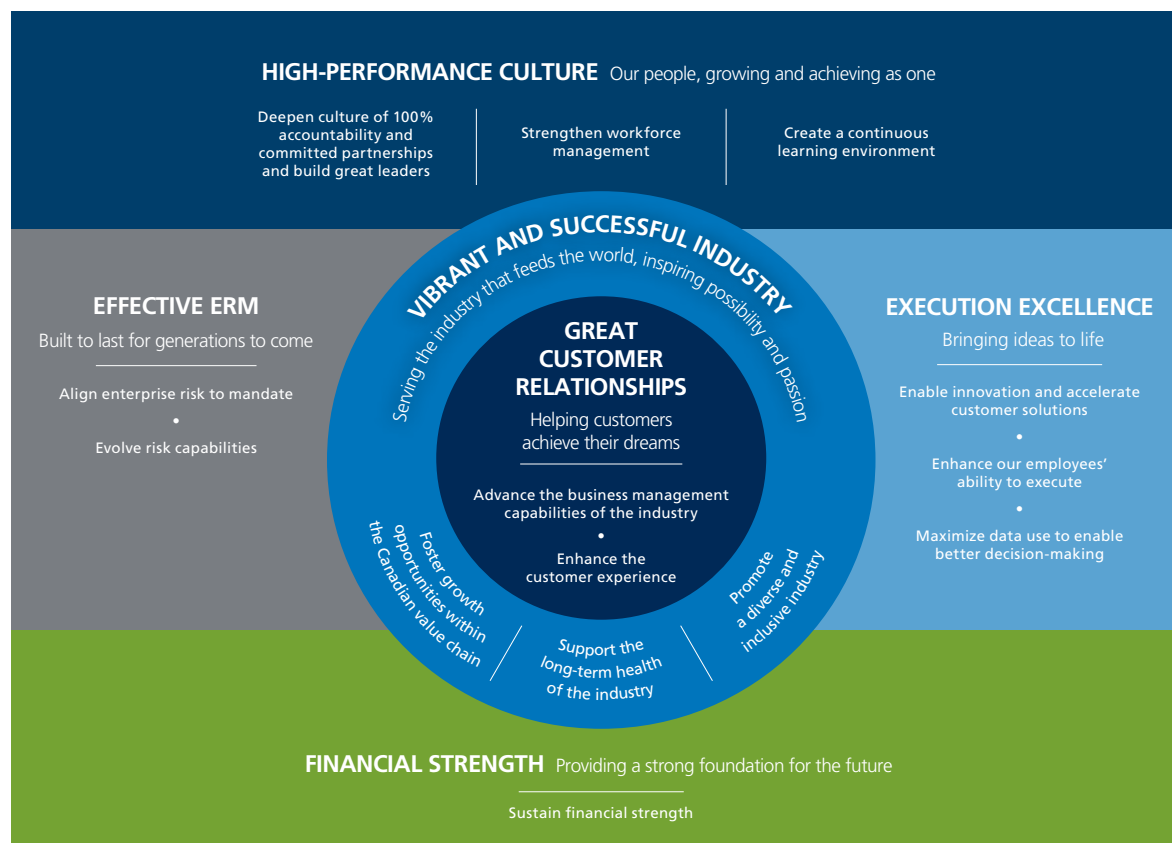 HIGH-PERFORMANCE CULTURE Our people, growing and achieving as one
Deepen culture of 100%
accountability and
committed partnerships
and build great leaders
Strengthen workforce
management
Create a continuous
learning environment
VIBRANT AND SUCCESSFUL INDUSTRY
Serving the industry that feeds the world, inspiring possibility and passion
EFFECTIVE ERM
Built to last for generations to come
Align enterprise risk to mandate
•
Evolve risk capabilities
GREAT
CUSTOMER
RELATIONSHIPS
Helping customers
achieve their dreams
Advance the business management
capabilities of the industry
•
Enhance the
customer experience
EXECUTION EXCELLENCE
Bringing ideas to life
Enable innovation and accelerate
customer solutions
•
Enhance our employees’
ability to execute
•
Maximize data use to enable
better decision-making
Foster growth
opportunities within
the Canadian value chain
Support the
long-term health
of the industry
Promote
a diverse and
inclusive industry
FINANCIAL STRENGTH Providing a strong foundation for the future
Sustain financial strength